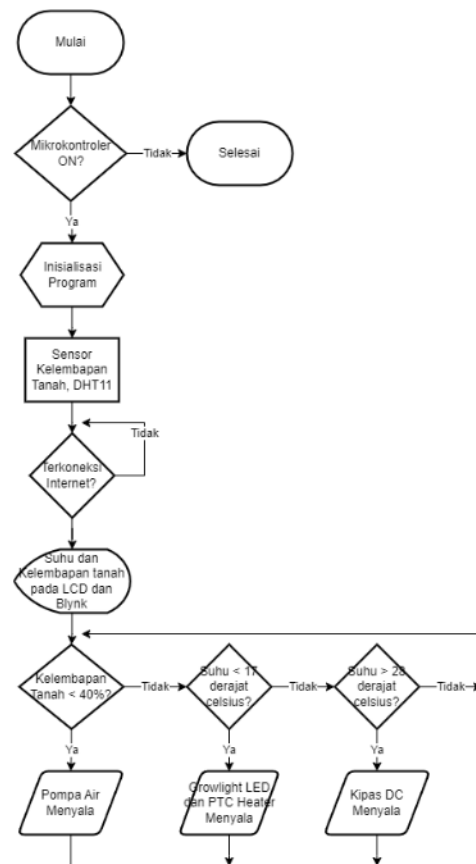 Mulai
Mikrokontroler
ON?
Tidak
Selesai
Ya
Inisialisasi
Program
Sensor
Kelembapan
Tanah, DHT11
Tidak
Terkoneksi
Internet?
Suhu dan
Kelembapan tanah
pada LCD dan
Blynk
Kelembapan
Tanah < 40%?
Tidak
Suhu < 17
derajat
celsius?
Tidak
Suhu > 28
derajat
celsius?
Tidak
Ya
Ya
Ya
Pompa Air
Menyala
Growlight LED
dan PTC Heater
Menyala
Kipas DC
Menyala